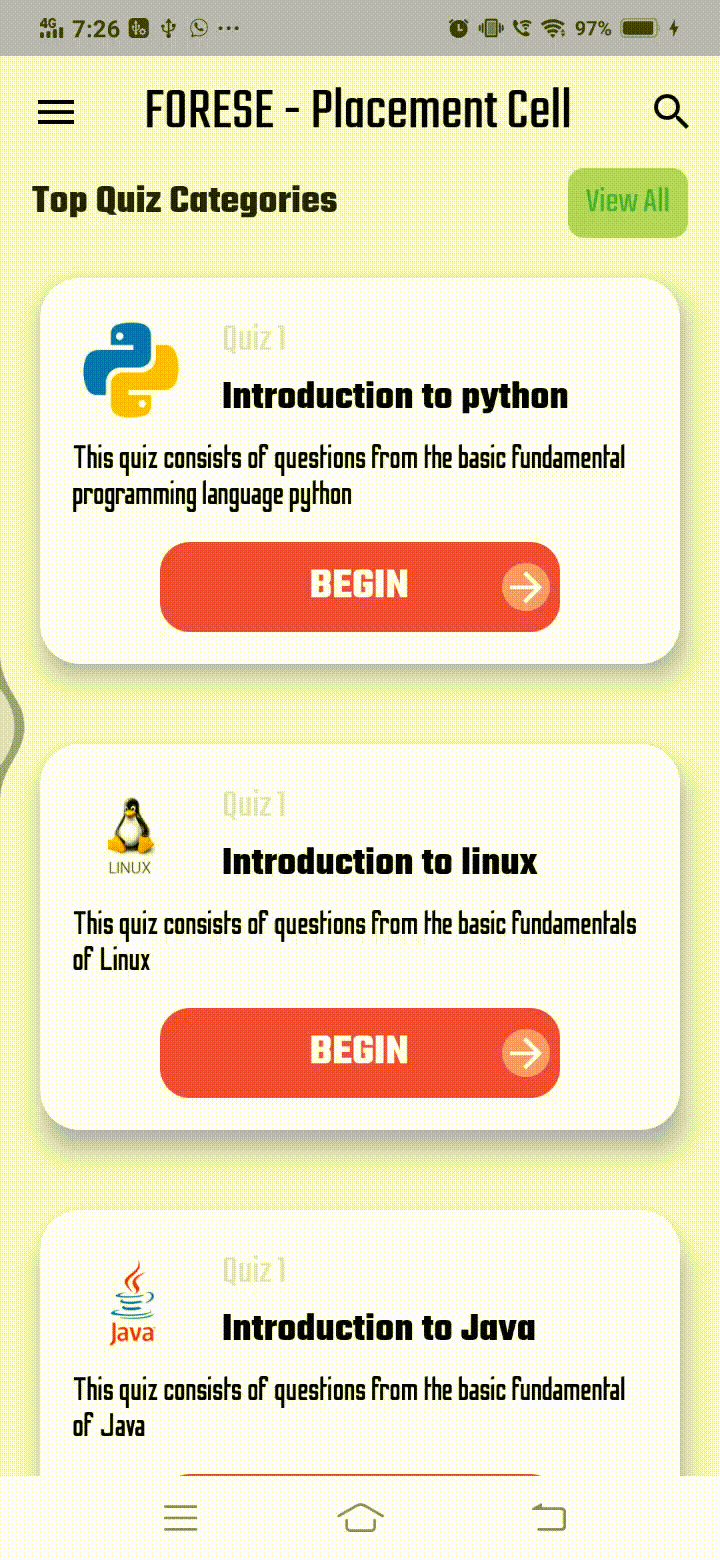 4G 7:26 97%
FORESE - Placement Cell
Top Quiz Categories
View All
Quiz 1
Introduction to python
This quiz consists of questions from the basic fundamental
programming language python
BEGIN
Quiz 1
LINUX
Introduction to linux
This quiz consists of questions from the basic fundamentals
of Linux
BEGIN
Quiz 1
Java
Introduction to Java
This quiz consists of questions from the basic fundamental
of Java